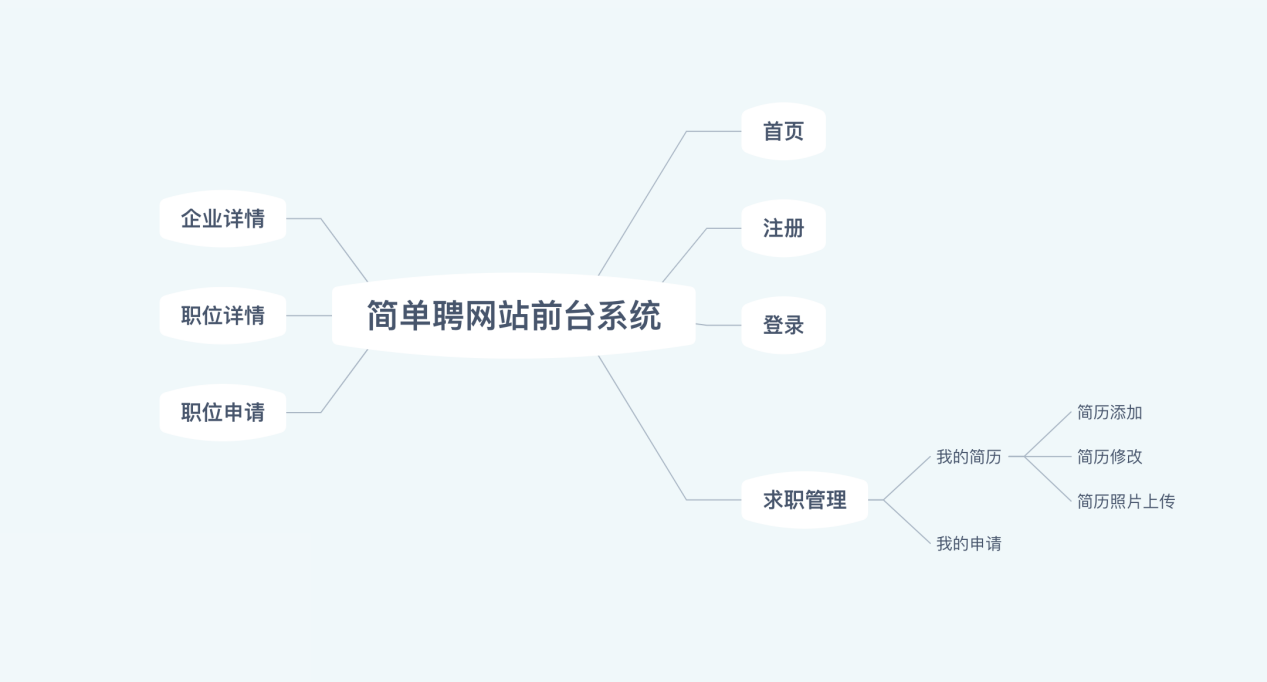 简单聘网站前台系统
首页
注册
登录
求职管理
我的简历
简历添加
简历修改
简历照片上传
我的申请
企业详情
职位详情
职位申请